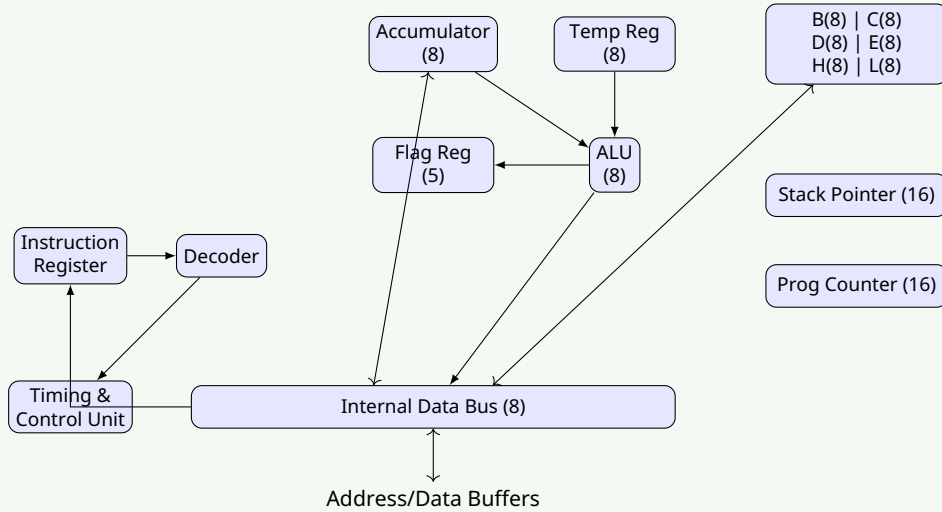 Accumulator
(8)
Temp Reg
(8)
B(8) | C(8)
D(8) | E(8)
H(8) | L(8)
Flag Reg
(5)
ALU
(8)
Stack Pointer (16)
Instruction
Register
Decoder
Prog Counter (16)
Timing &
Control Unit
Internal Data Bus (8)
Address/Data Buffers